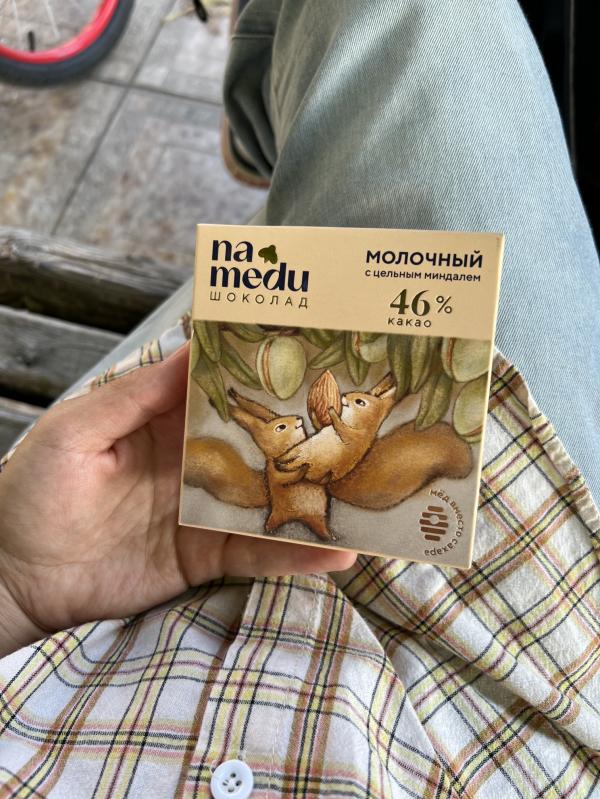 na
medu
ШОКОЛАД
МОЛОЧНЫЙ
С ЦЕЛЬНЫМ МИНДАЛЕМ
46%
какао
мёд вместо сахара